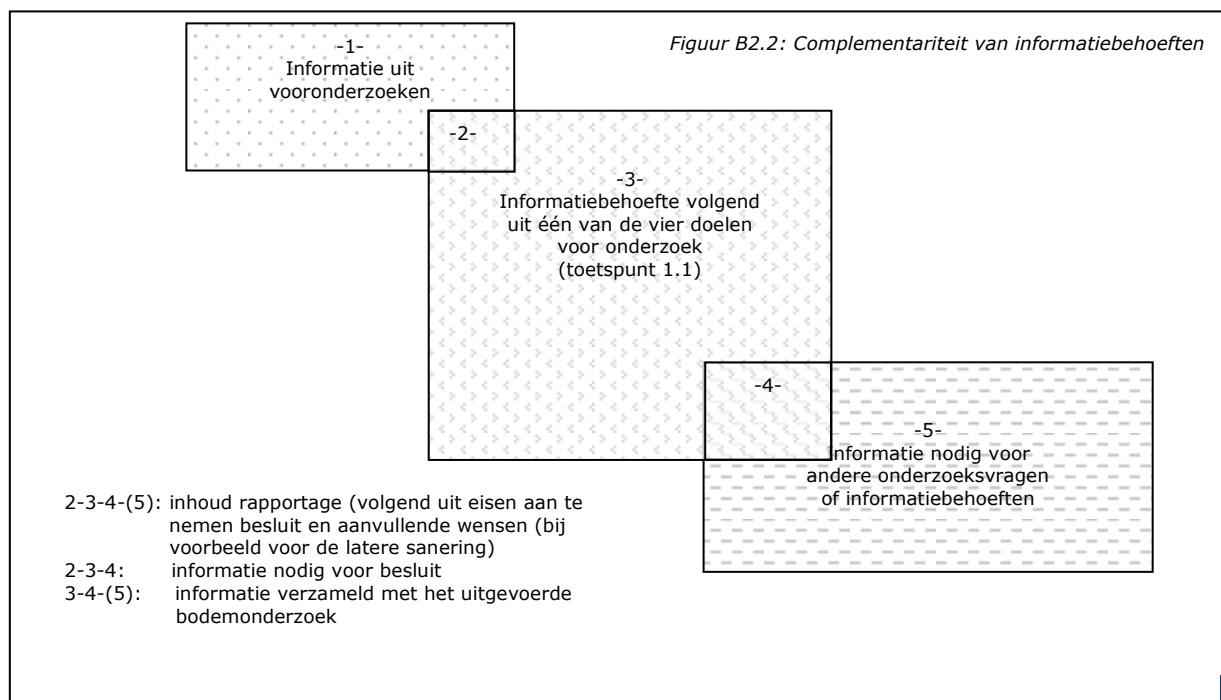 Figuur B2.2: Complementariteit van informatiebehoeften
-1-
Informatie uit
vooronderzoeken
-2-
-3-
Informatiebehoefte volgend
uit één van de vier doelen
voor onderzoek
(toetspunt 1.1)
-4-
-5-
Informatie nodig voor
andere onderzoeksvragen
of informatiebehoeften
2-3-4-(5): inhoud rapportage (volgend uit eisen aan te
nemen besluit en aanvullende wensen (bij
voorbeeld voor de latere sanering)
2-3-4: informatie nodig voor besluit
3-4-(5): informatie verzameld met het uitgevoerde
bodemonderzoek